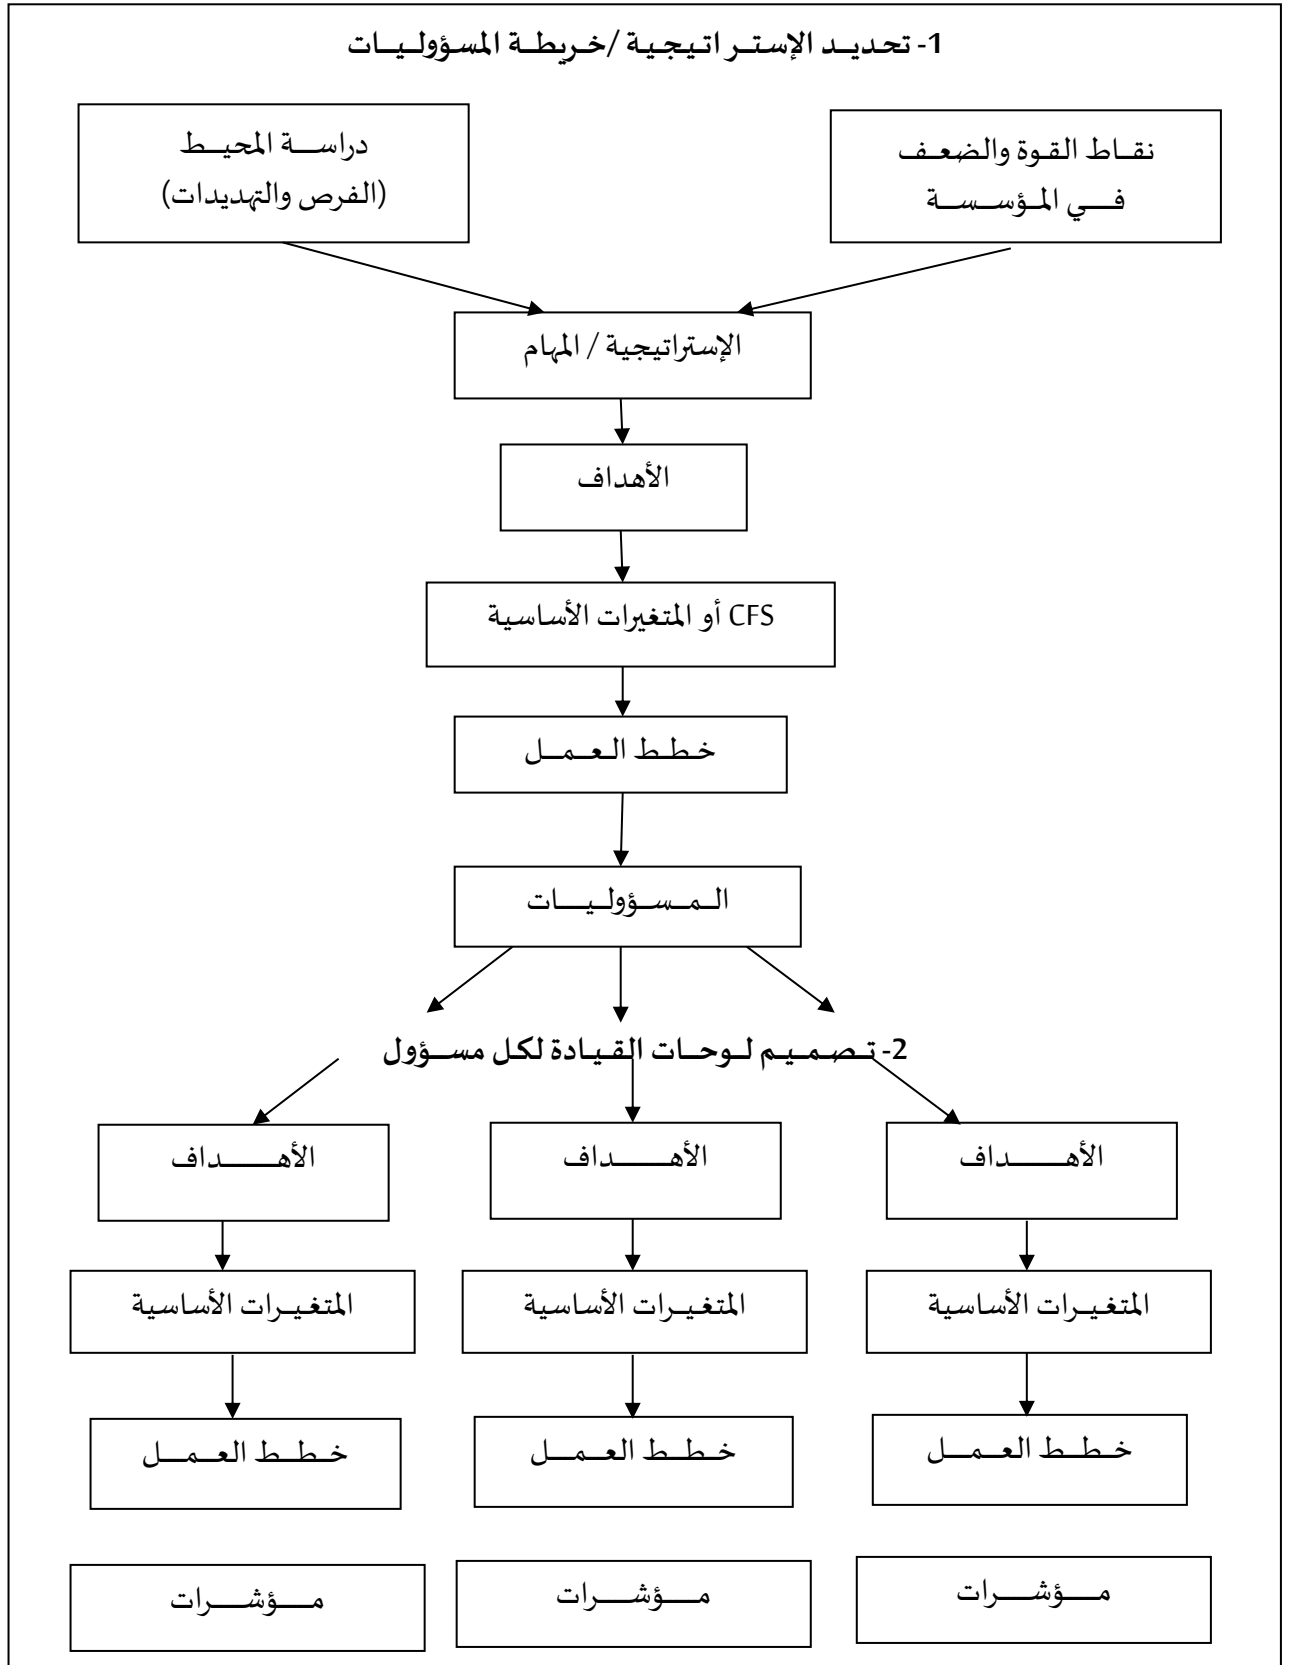 1- تحديد الإستراتيجية /خريطة المسؤوليات
نقاط القوة والضعف
في المؤسسة
دراسة المحيط
(الفرص والتهديدات)
الإستراتيجية / المهام
الأهداف
CFS أو المتغيرات الأساسية
خطط العمل
المسؤوليات
2- تصميم لوحات القيادة لكل مسؤول
الأهداف
الأهداف
الأهداف
المتغيرات الأساسية
المتغيرات الأساسية
المتغيرات الأساسية
خطط العمل
خطط العمل
خطط العمل
مؤشرات
مؤشرات
مؤشرات